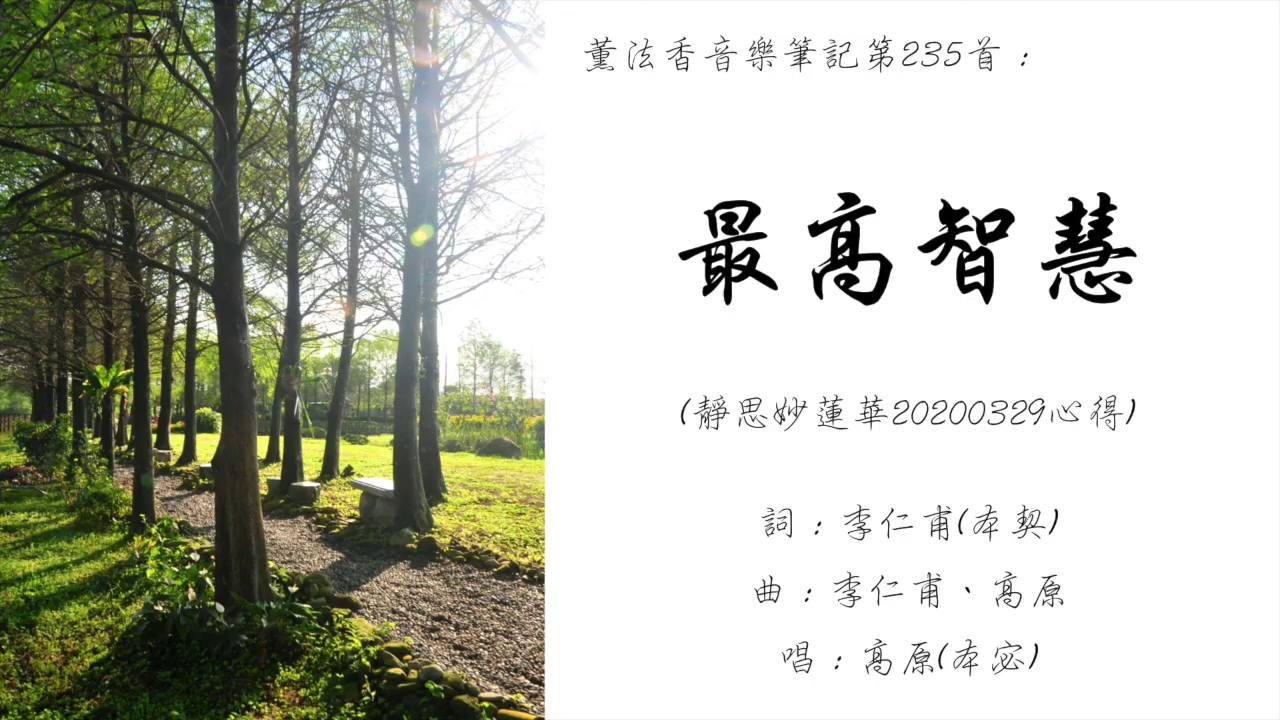 薰法香音樂筆記第235首：
最高智慧
(靜思妙蓮華20200329心得)
詞：李仁甫(本契)
曲：李仁甫、高原
唱：高原(本宓)